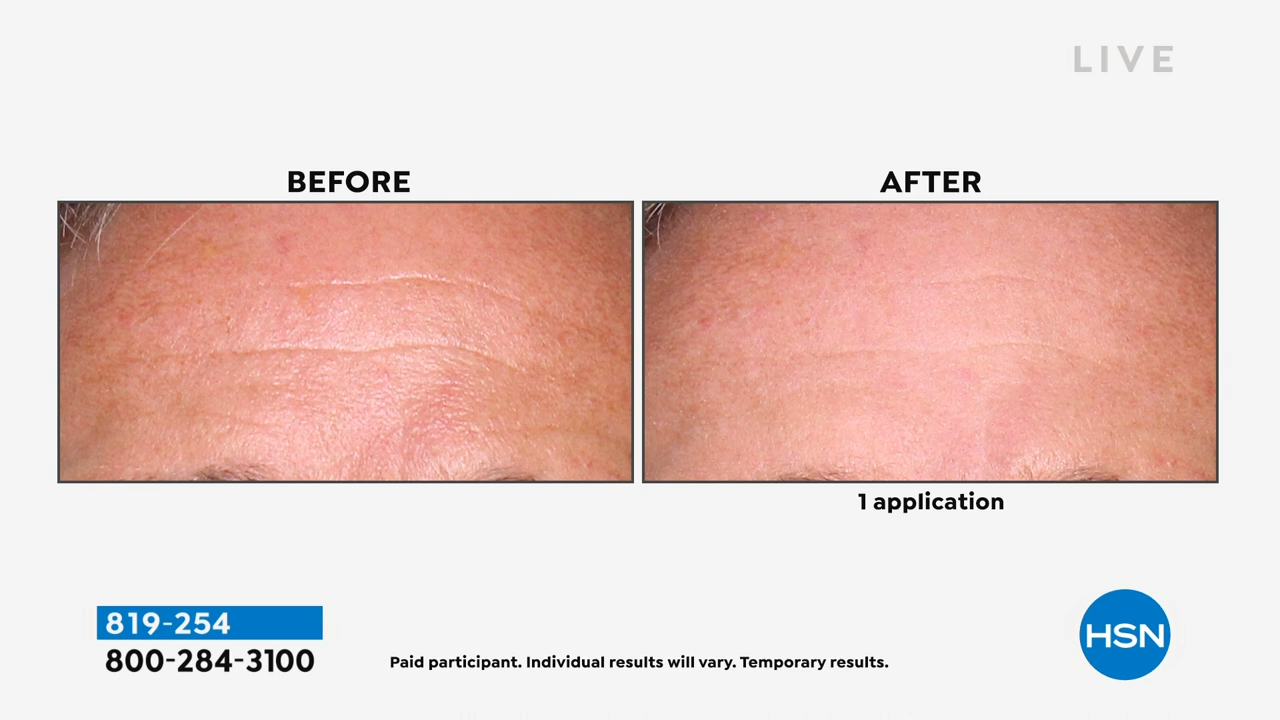 LIVE
BEFORE
AFTER
1 application
819-254
800-284-3100
Paid participant. Individual results will vary. Temporary results.
HSN